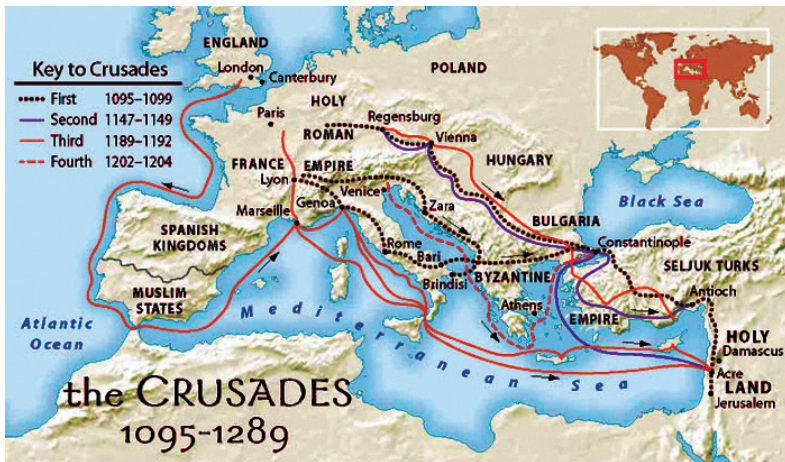 ENGLAND
London
Canterbury
Key to Crusades
First 1095–1099
Second 1147–1149
Third 1189–1192
Fourth 1202–1204
POLAND
Paris
HOLY
ROMAN
EMPIRE
Regensburg
Vienna
HUNGARY
FRANCE
Lyon
Venice
Genoa
Zara
Marseille
BULGARIA
Black Sea
SPANISH
KINGDOMS
Rome
Bari
Brindisi
Constantinople
MUSLIM
STATES
BYZANTINE
EMPIRE
SELJUK TURKS
Antioch
Athens
Atlantic
Ocean
Mediterranean Sea
HOLY
LAND
Damascus
Acre
Jerusalem
the CRUSADES
1095-1289